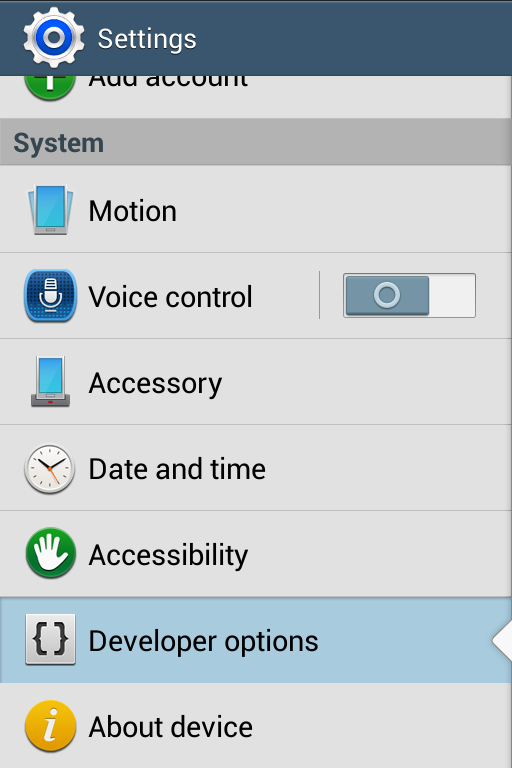 Settings
Add account
System
Motion
Voice control
Accessory
Date and time
Accessibility
Developer options
About device